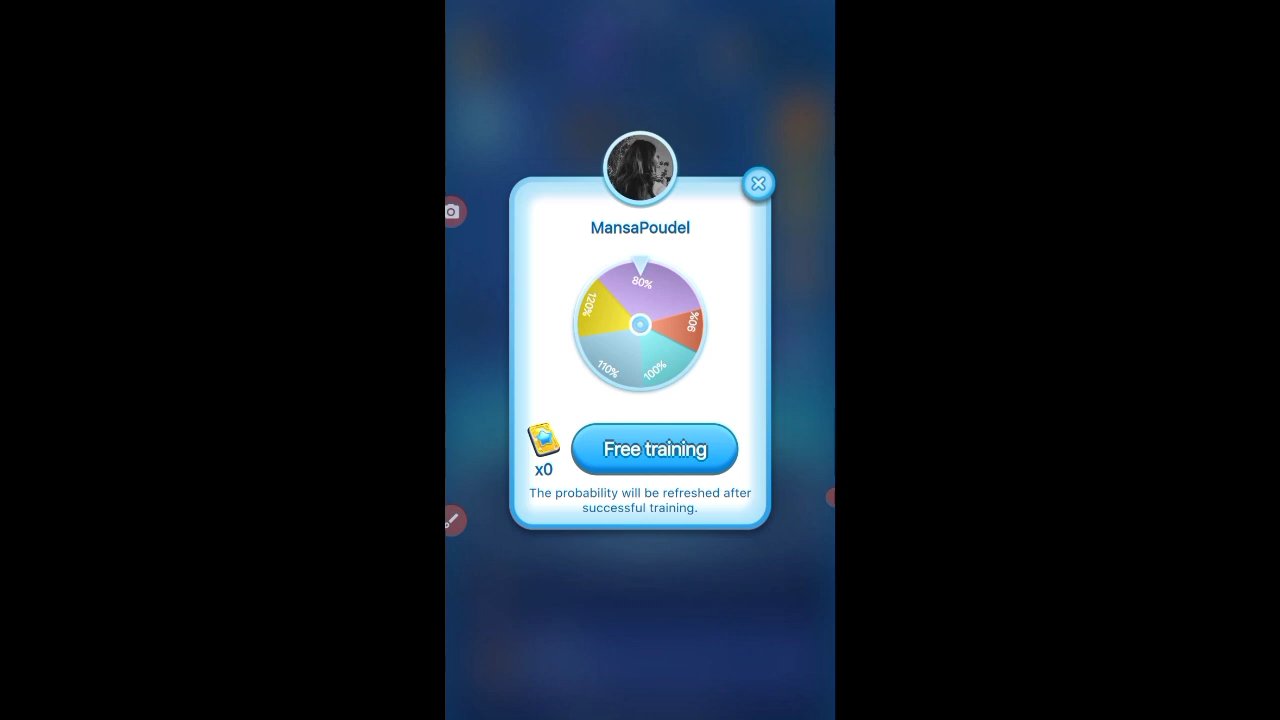 MansaPoudel
80%
120%
90%
110%
100%
Free training
x0
The probability will be refreshed after
successful training.